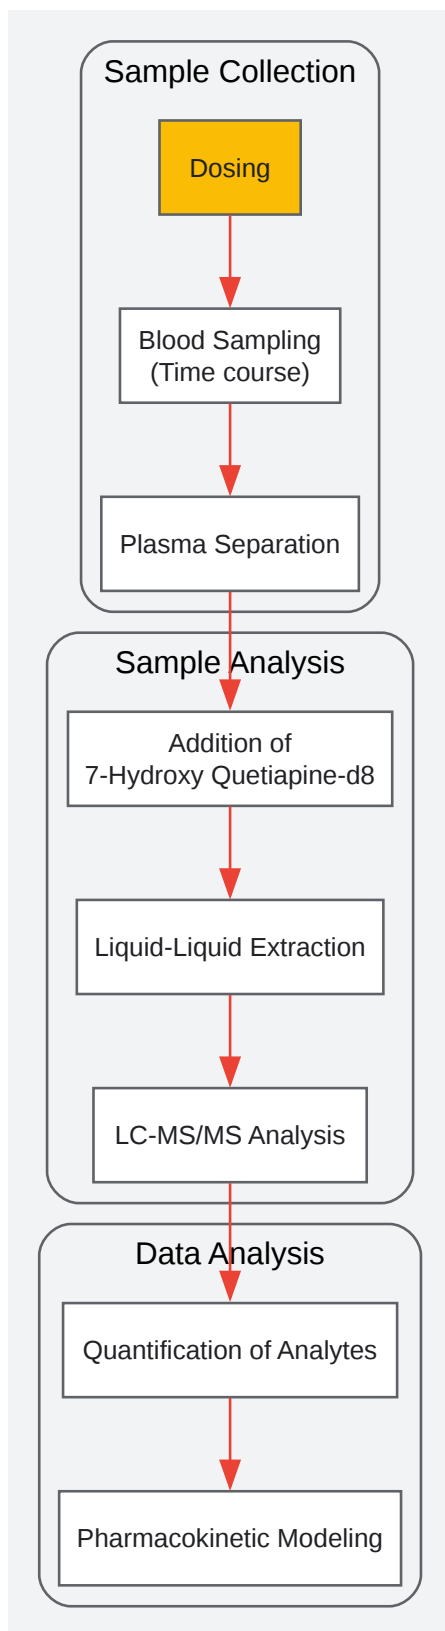 Sample Collection
Dosing
Blood Sampling
(Time course)
Plasma Separation
Sample Analysis
Addition of
7-Hydroxy Quetiapine-d8
Liquid-Liquid Extraction
LC-MS/MS Analysis
Data Analysis
Quantification of Analytes
Pharmacokinetic Modeling